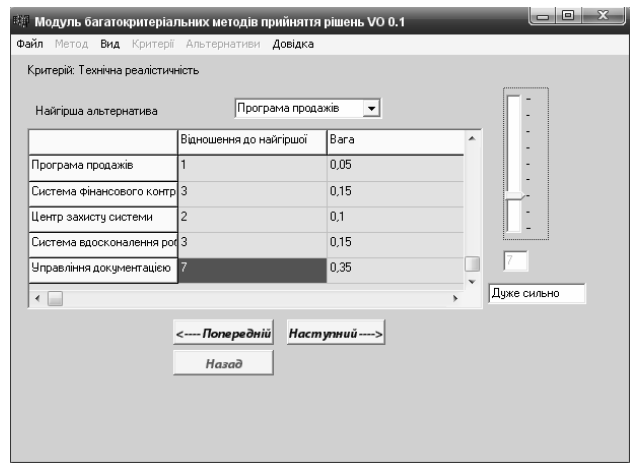 Модуль багатокритеріальних методів прийняття рішень VO 0.1
Файл Метод Вид Критерії Альтернативи Довідка
Критерій: Технічна реалістичність
Найгірша альтернатива Програма продажів
Відношення до найгіршої Вага
Програма продажів 1 0,05
Система фінансового контр 3 0,15
Центр захисту системи 2 0,1
Система вдосконалення роб 3 0,15
Управління документацією 7 0,35
7
Дуже сильно
<---- Попередній Наступний ---->
Назад